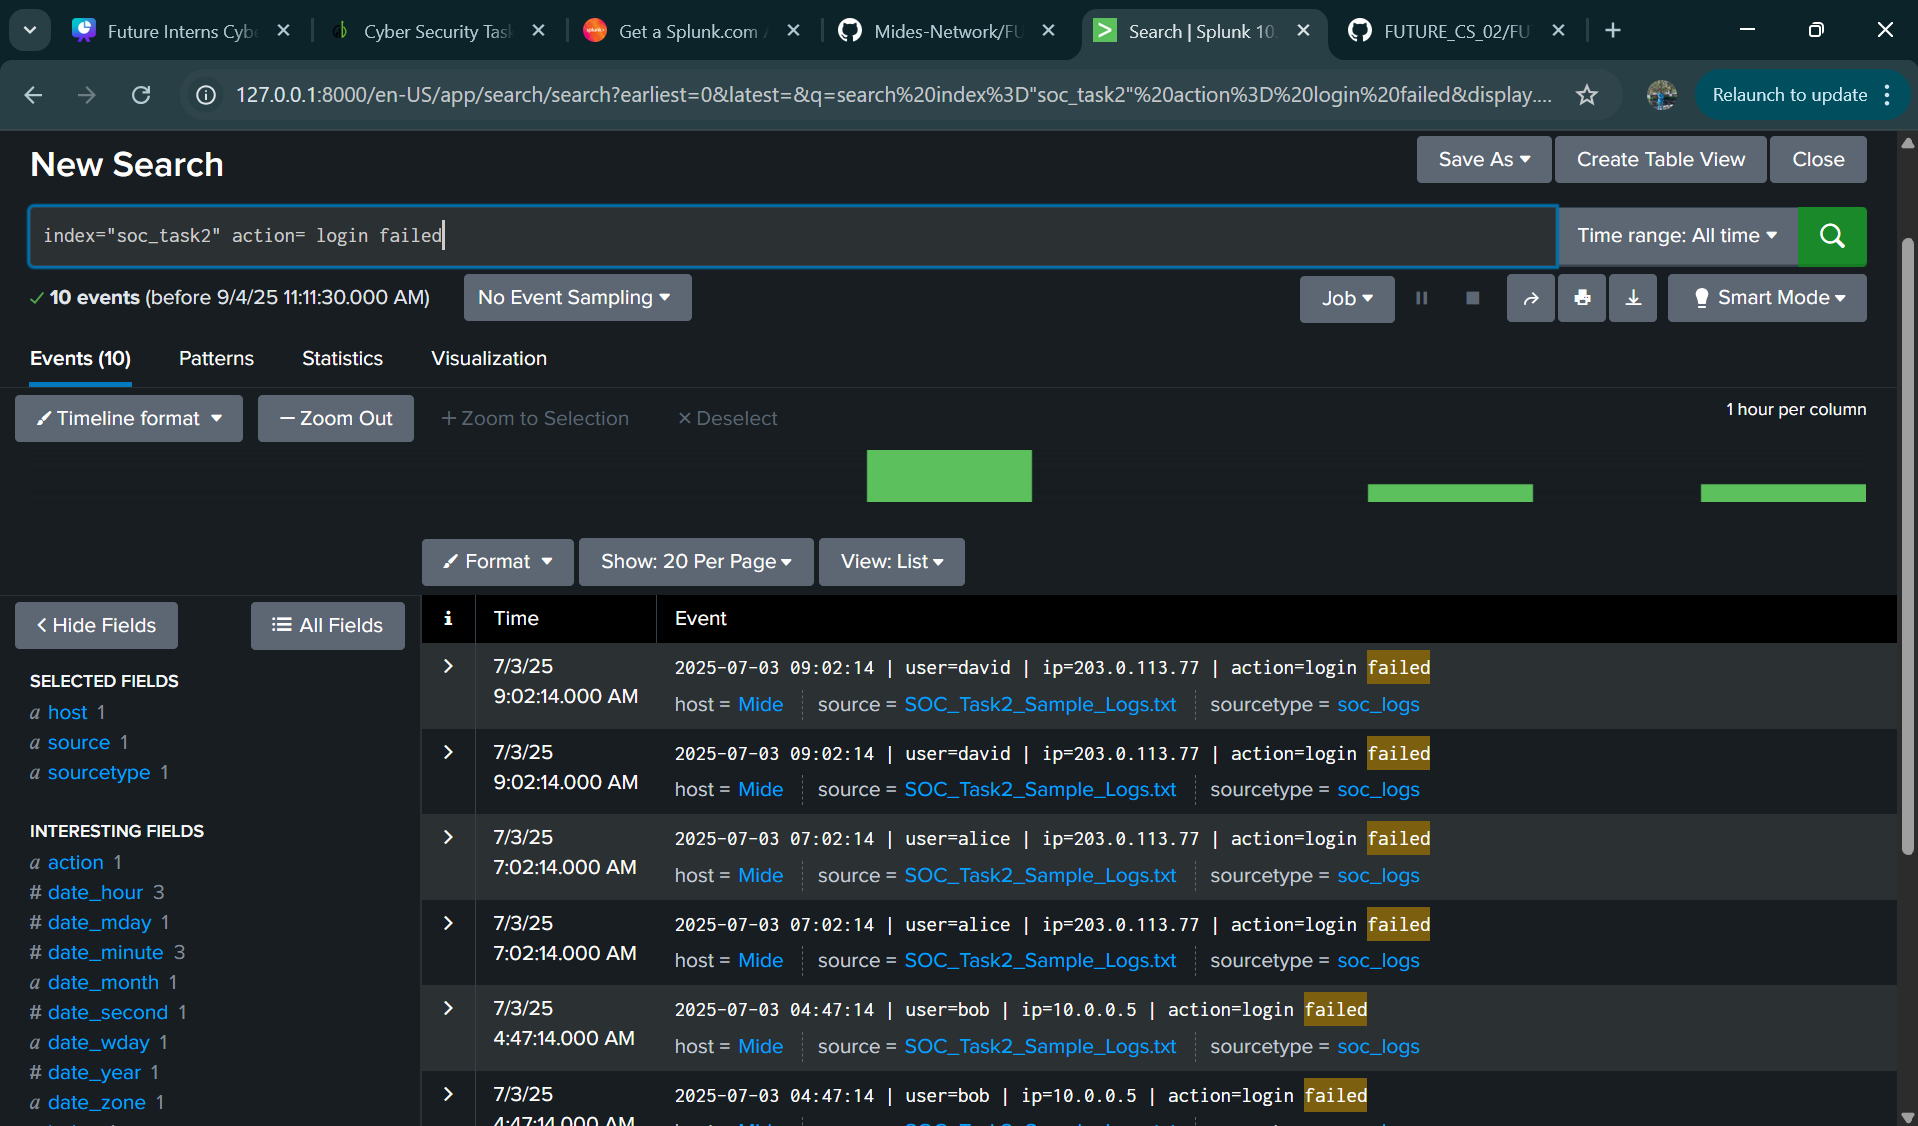 Future Interns Cybe
Cyber Security Task
Get a Splunk.com A
Mides-Network/FU
Search | Splunk 10.
FUTURE_CS_02/FU
127.0.0.1:8000/en-US/app/search/search?earliest=0&latest=&q=search%20index%3D"soc_task2"%20action%3D%20login%20failed&display....
Relaunch to update
New Search
Save As
Create Table View
Close
index="soc_task2" action= login failed
Time range: All time
10 events (before 9/4/25 11:11:30.000 AM)
No Event Sampling
Job
Smart Mode
Events (10)
Patterns
Statistics
Visualization
Timeline format
— Zoom Out
+ Zoom to Selection
× Deselect
1 hour per column
Format
Show: 20 Per Page
View: List
< Hide Fields
All Fields
SELECTED FIELDS
a host 1
a source 1
a sourcetype 1
INTERESTING FIELDS
a action 1
# date_hour 3
# date_mday 1
# date_minute 3
a date_month 1
# date_second 1
a date_wday 1
# date_year 1
a date_zone 1
i
Time
Event
7/3/25
9:02:14.000 AM
2025-07-03 09:02:14 | user=david | ip=203.0.113.77 | action=login failed
host = Mide
source = SOC_Task2_Sample_Logs.txt
sourcetype = soc_logs
7/3/25
9:02:14.000 AM
2025-07-03 09:02:14 | user=david | ip=203.0.113.77 | action=login failed
host = Mide
source = SOC_Task2_Sample_Logs.txt
sourcetype = soc_logs
7/3/25
7:02:14.000 AM
2025-07-03 07:02:14 | user=alice | ip=203.0.113.77 | action=login failed
host = Mide
source = SOC_Task2_Sample_Logs.txt
sourcetype = soc_logs
7/3/25
7:02:14.000 AM
2025-07-03 07:02:14 | user=alice | ip=203.0.113.77 | action=login failed
host = Mide
source = SOC_Task2_Sample_Logs.txt
sourcetype = soc_logs
7/3/25
4:47:14.000 AM
2025-07-03 04:47:14 | user=bob | ip=10.0.0.5 | action=login failed
host = Mide
source = SOC_Task2_Sample_Logs.txt
sourcetype = soc_logs
7/3/25
4:47:14.000 AM
2025-07-03 04:47:14 | user=bob | ip=10.0.0.5 | action=login failed